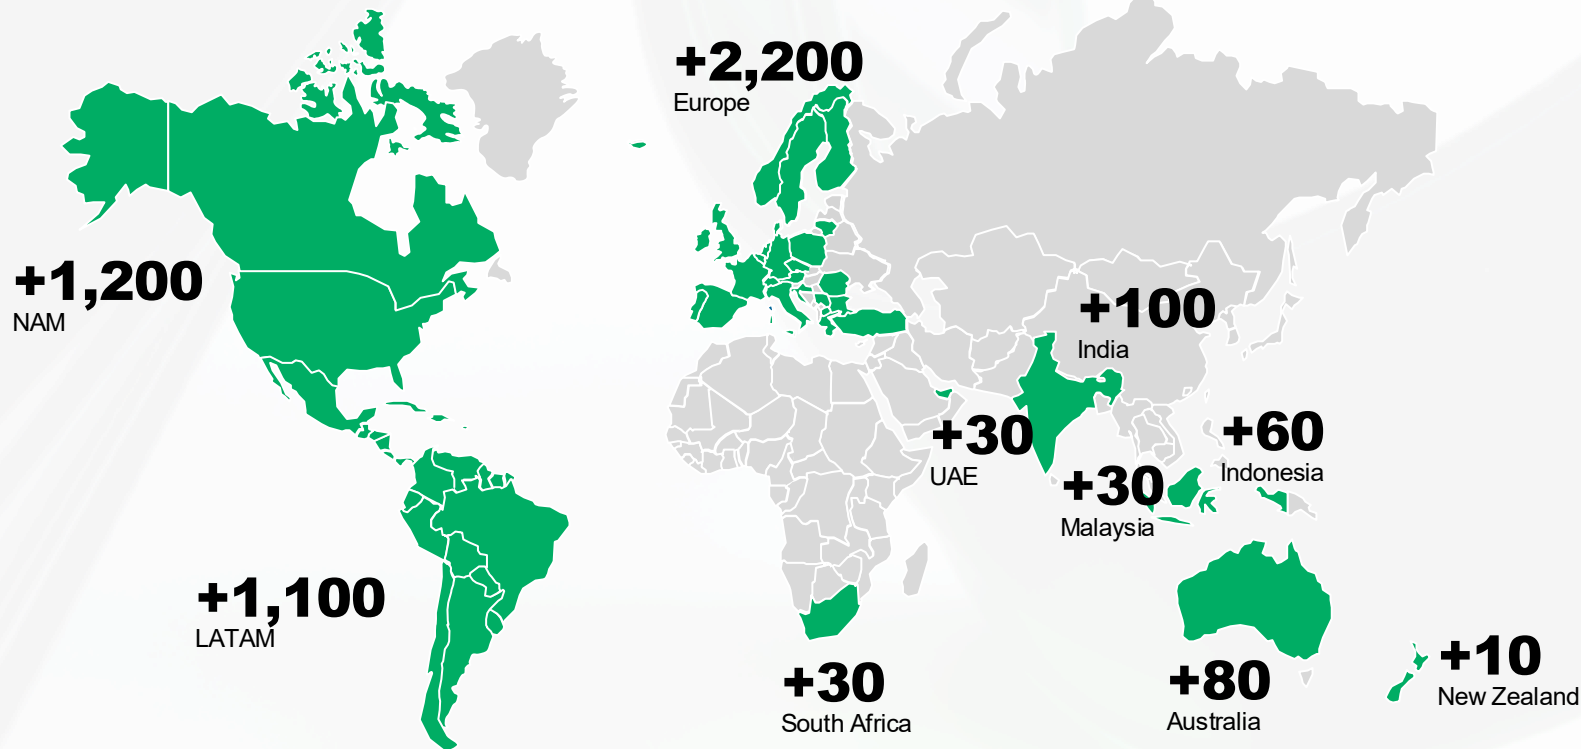 +2,200
Europe
+1,200
NAM
+100
India
+30
UAE
+60
Indonesia
+30
Malaysia
+1,100
LATAM
+30
South Africa
+80
Australia
+10
New Zealand